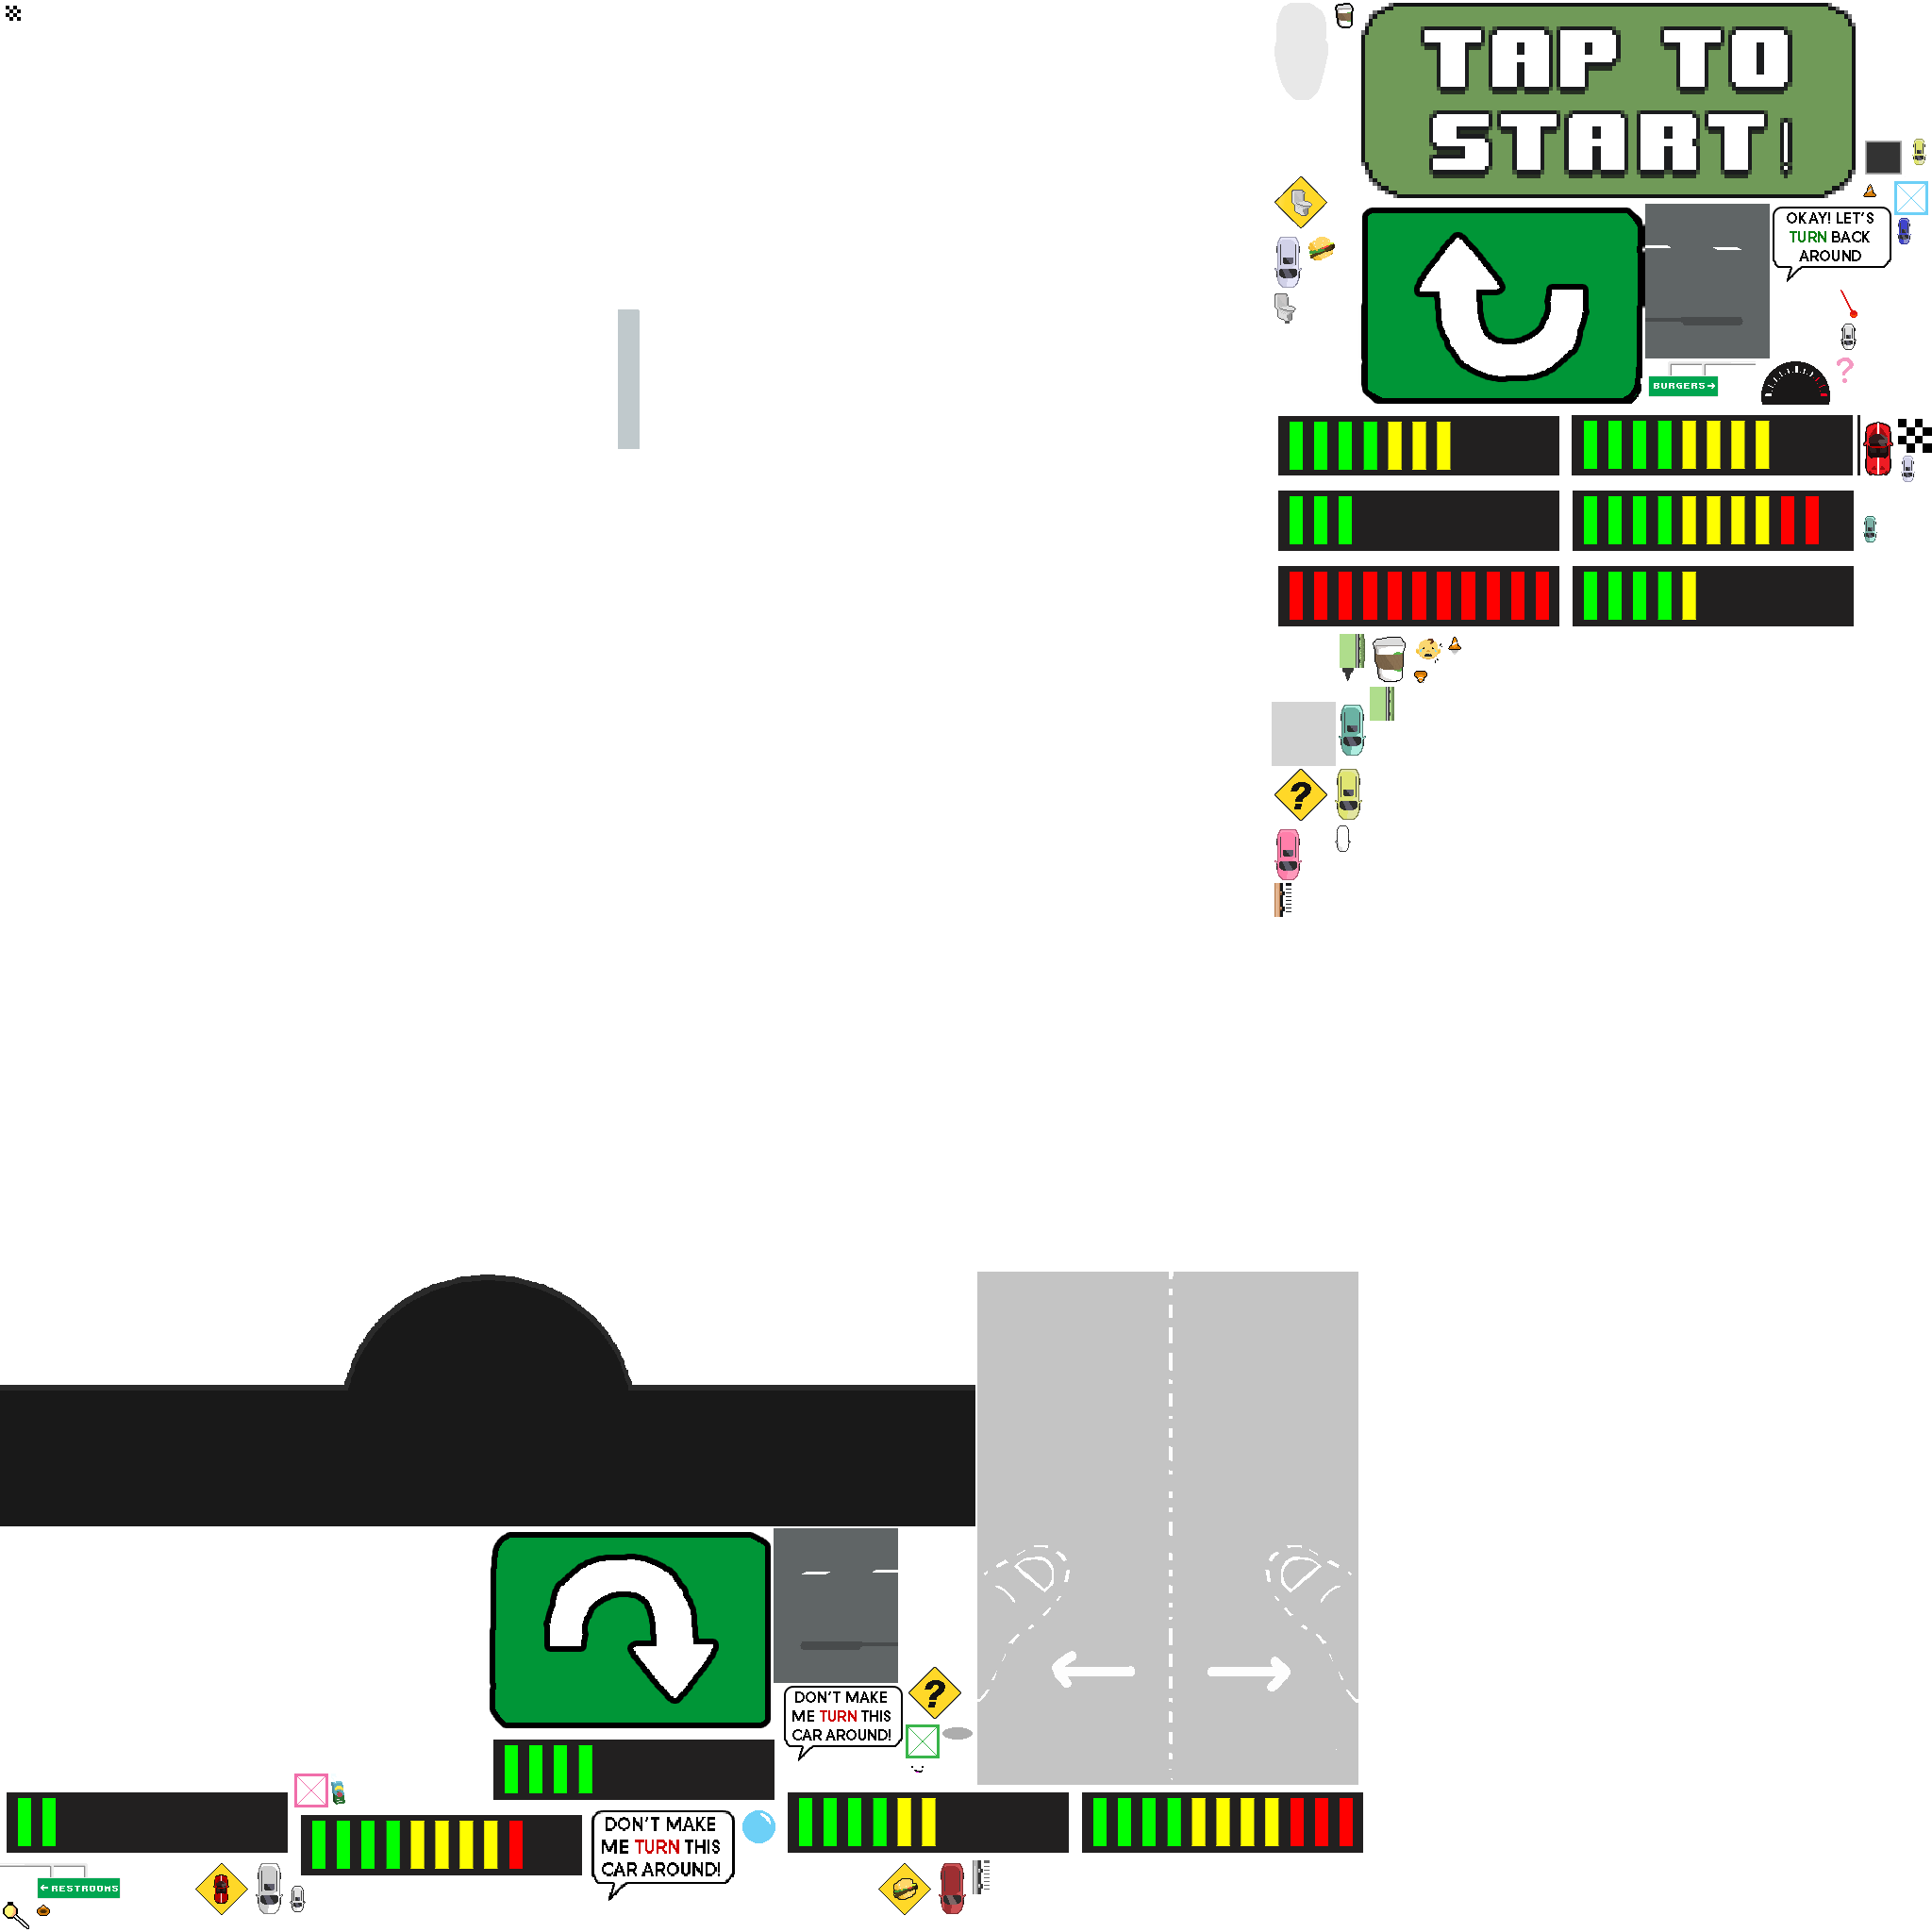 TAP TO
START!
OKAY! LET'S
TURN BACK
AROUND
BURGERS→
?
?
DON'T MAKE
ME TURN THIS
CAR AROUND!
?
DON'T MAKE
ME TURN THIS
CAR AROUND!
←RESTROOMS